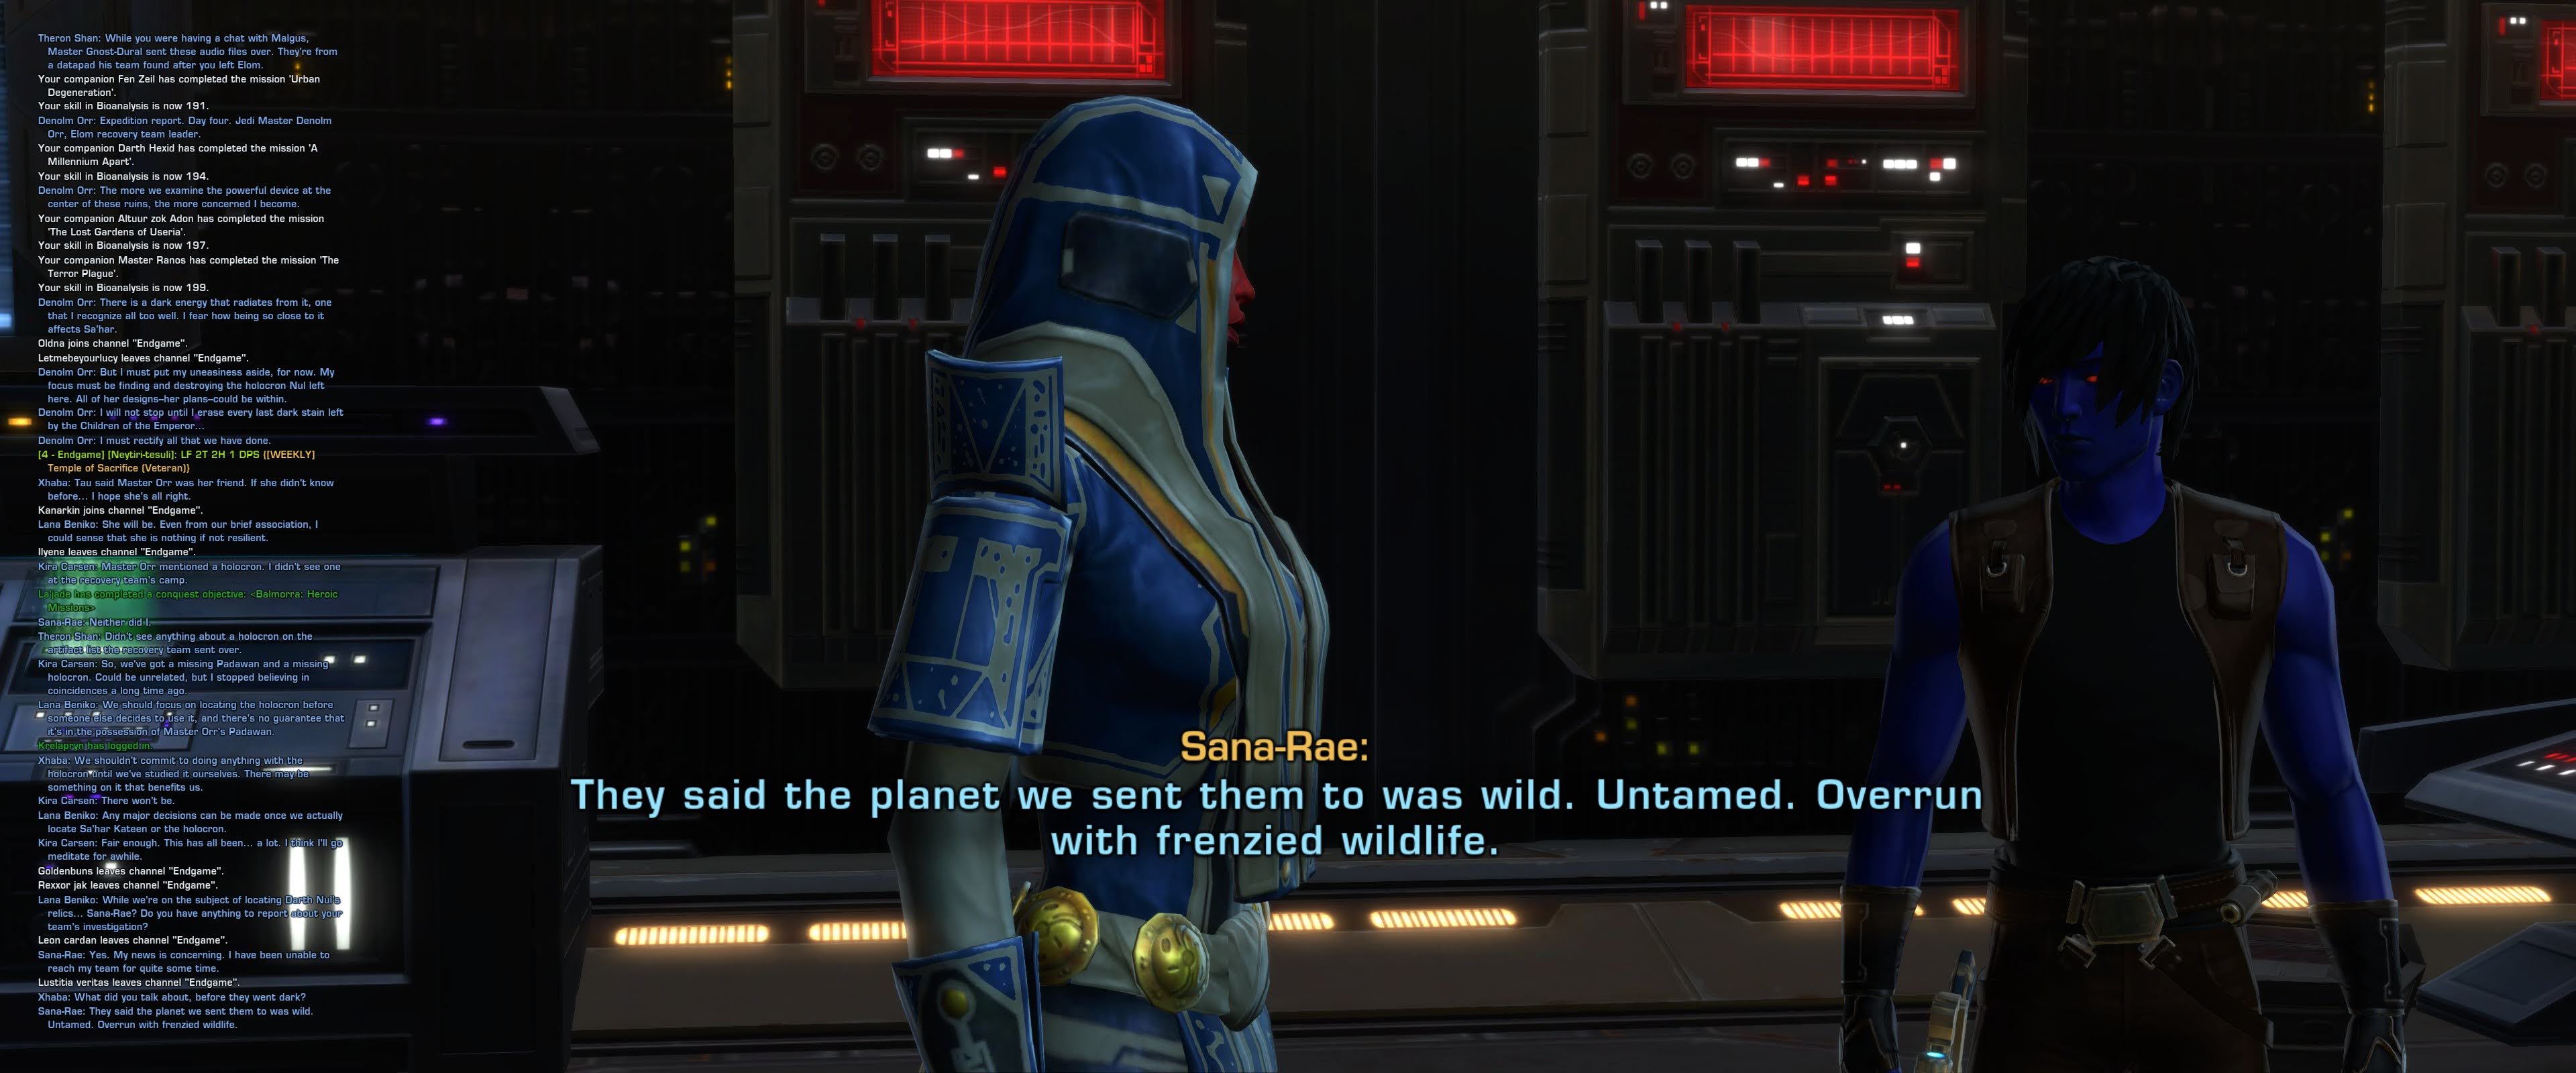 Theron Shan: While you were having a chat with Malgus,
Master Gnost-Dural sent these audio files over. They're from
a datapad his team found after you left Elom.
Your companion Fen Zeil has completed the mission 'Urban
Degeneration'.
Your skill in Bioanalysis is now 191.
Denolm Orr: Expedition report. Day four. Jedi Master Denolm
Orr, Elom recovery team leader.
Your companion Darth Hexid has completed the mission 'A
Millennium Apart'.
Your skill in Bioanalysis is now 194.
Denolm Orr: The more we examine the powerful device at the
center of these ruins, the more concerned I become.
Your companion Altuur zok Adon has completed the mission
'The Lost Gardens of Useria'.
Your skill in Bioanalysis is now 197.
Your companion Master Ranos has completed the mission 'The
Terror Plague'.
Your skill in Bioanalysis is now 199.
Denolm Orr: There is a dark energy that radiates from it, one
that I recognize all too well. I fear how being so close to it
affects Sa'har.
Oldna joins channel "Endgame".
Letmebeyourlucy leaves channel "Endgame".
Denolm Orr: But I must put my uneasiness aside, for now. My
focus must be finding and destroying the holocron Nul left
here. All of her designs–her plans–could be within.
Denolm Orr: I will not stop until I erase every last dark stain left
by the Children of the Emperor...
Denolm Orr: I must rectify all that we have done.
[4 - Endgame] [Neytiri-tesuli]: LF 2T 2H 1 DPS {[WEEKLY]
Temple of Sacrifice (Veteran)}
Xhaba: Tau said Master Orr was her friend. If she didn't know
before... I hope she's all right.
Kanarkin joins channel "Endgame".
Lana Beniko: She will be. Even from our brief association, I
could sense that she is nothing if not resilient.
Ilyene leaves channel "Endgame".
Kira Carsen: Master Orr mentioned a holocron. I didn't see one
at the recovery team's camp.
La'jade has completed a conquest objective: <Balmorra: Heroic
Missions>
Sana-Rae: Neither did I.
Theron Shan: Didn't see anything about a holocron on the
artifact list the recovery team sent over.
Kira Carsen: So, we've got a missing Padawan and a missing
holocron. Could be unrelated, but I stopped believing in
coincidences a long time ago.
Lana Beniko: We should focus on locating the holocron before
someone else decides to use it, and there's no guarantee that
it's in the possession of Master Orr's Padawan.
Krelapryn has logged in.
Xhaba: We shouldn't commit to doing anything with the
holocron until we've studied it ourselves. There may be
something on it that benefits us.
Kira Carsen: There won't be.
Lana Beniko: Any major decisions can be made once we actually
locate Sa'har Kateen or the holocron.
Kira Carsen: Fair enough. This has all been... a lot. I think I'll go
meditate for awhile.
Goldenbuns leaves channel "Endgame".
Rexxor jak leaves channel "Endgame".
Lana Beniko: While we're on the subject of locating Darth Nul's
relics... Sana-Rae? Do you have anything to report about your
team's investigation?
Leon cardan leaves channel "Endgame".
Sana-Rae: Yes. My news is concerning. I have been unable to
reach my team for quite some time.
Lustitia veritas leaves channel "Endgame".
Xhaba: What did you talk about, before they went dark?
Sana-Rae: They said the planet we sent them to was wild.
Untamed. Overrun with frenzied wildlife.
Sana-Rae:
They said the planet we sent them to was wild. Untamed. Overrun
with frenzied wildlife.